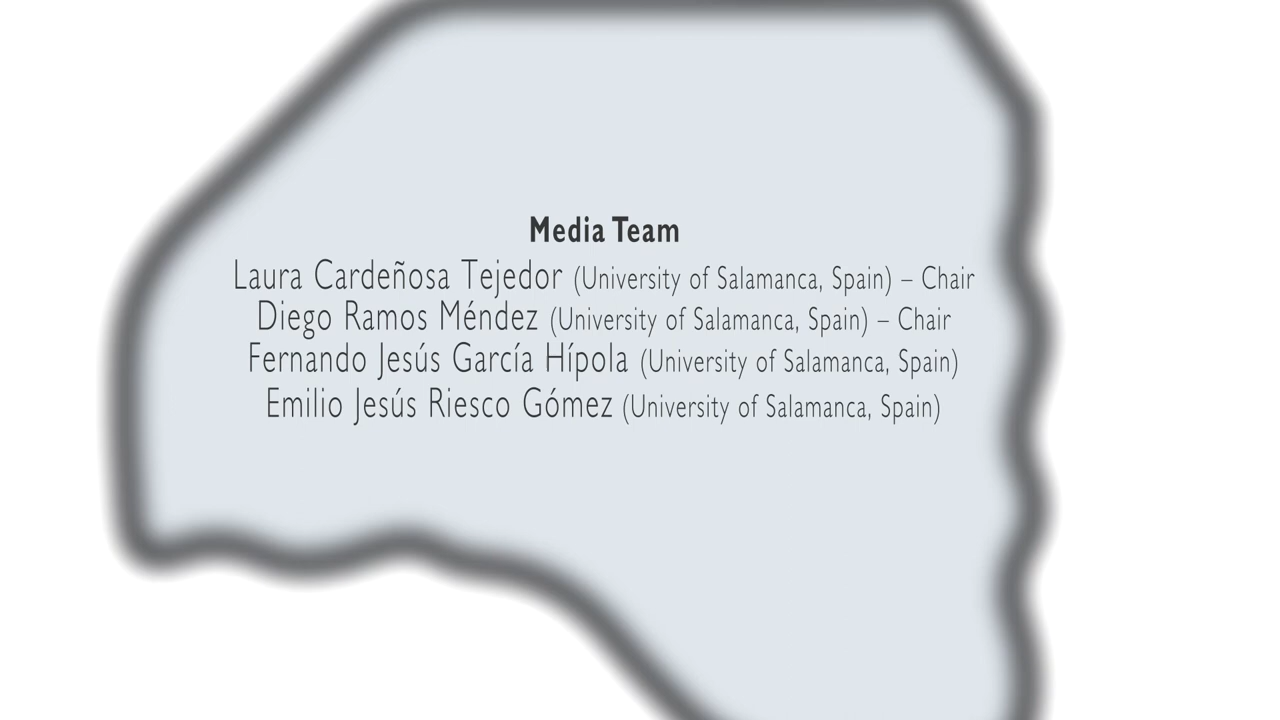 Media Team
Laura Cardeñosa Tejedor (University of Salamanca, Spain) – Chair
Diego Ramos Méndez (University of Salamanca, Spain) – Chair
Fernando Jesús García Hípola (University of Salamanca, Spain)
Emilio Jesús Riesco Gómez (University of Salamanca, Spain)